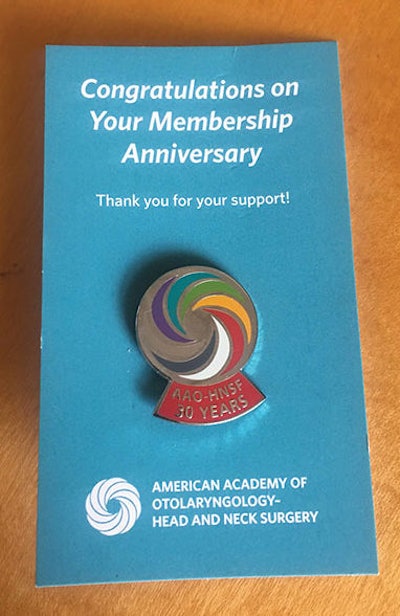 Congratulations on
Your Membership
Anniversary
Thank you for your support!
AAO-HNSF
30 YEARS
AMERICAN ACADEMY OF
OTOLARYNGOLOGY–
HEAD AND NECK SURGERY